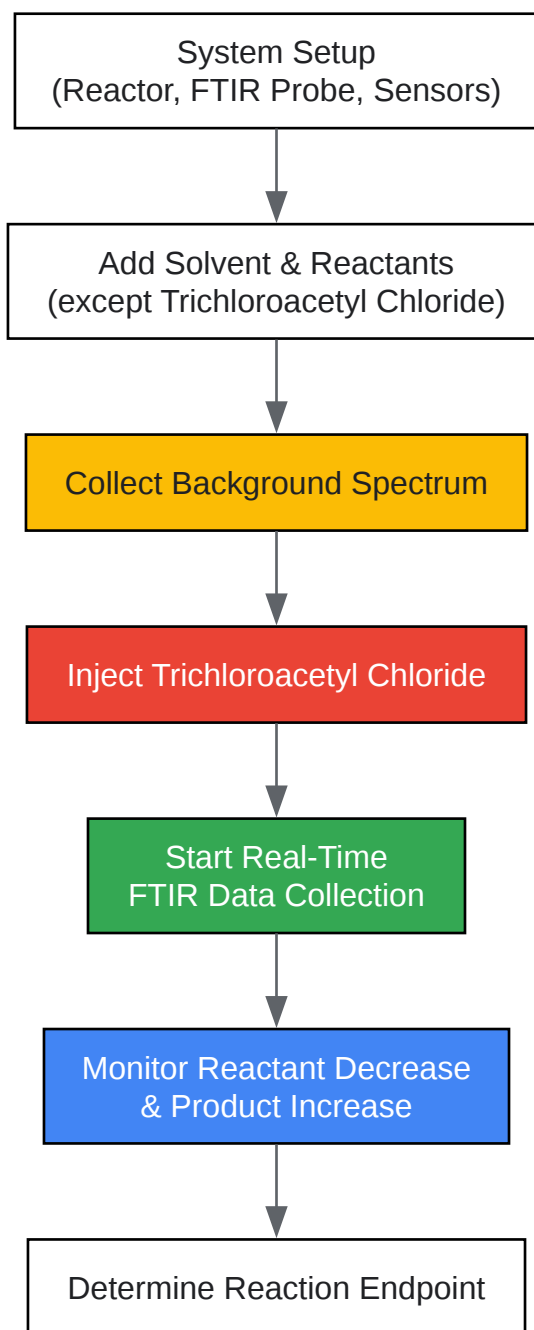 System Setup
(Reactor, FTIR Probe, Sensors)
Add Solvent & Reactants
(except Trichloroacetyl Chloride)
Collect Background Spectrum
Inject Trichloroacetyl Chloride
Start Real-Time
FTIR Data Collection
Monitor Reactant Decrease
& Product Increase
Determine Reaction Endpoint